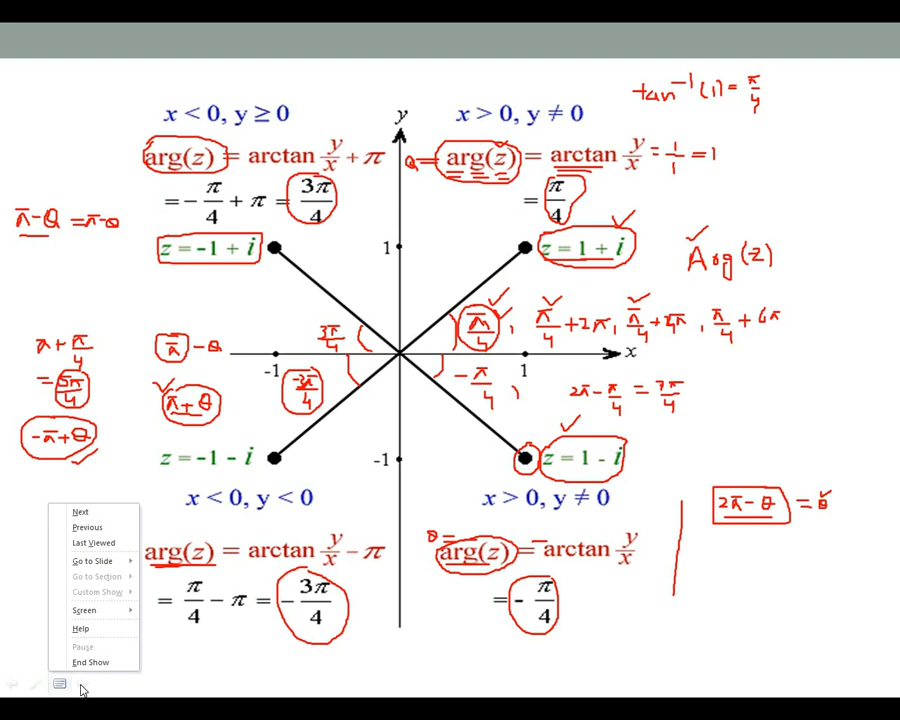 tan⁻¹(1) = π/4
x < 0, y ≥ 0
y
x > 0, y ≠ 0
arg(z) = arctan y/x + π
θ = arg(z) = arctan y/x = 1/1 = 1
= - π/4 + π = 3π/4
= π/4
π-θ = π-θ
z = -1 + i
1
z = 1 + i
Arg(z)
3π/4
π/4, π/4 + 2π, π/4 + 4π, π/4 + 6π
π + π/4
π - θ
x
-1
1
= 5π/4
π+θ
-3π/4
- π/4,
2π - π/4 = 7π/4
-π+θ
z = -1 - i
-1
z = 1 - i
x < 0, y < 0
x > 0, y ≠ 0
2π - θ = θ
Next
Previous
Last Viewed
Go to Slide
Go to Section
Custom Show
Screen
Help
Pause
End Show
arg(z) = arctan y/x - π
θ =
arg(z) = - arctan y/x
= π/4 - π = - 3π/4
= - π/4